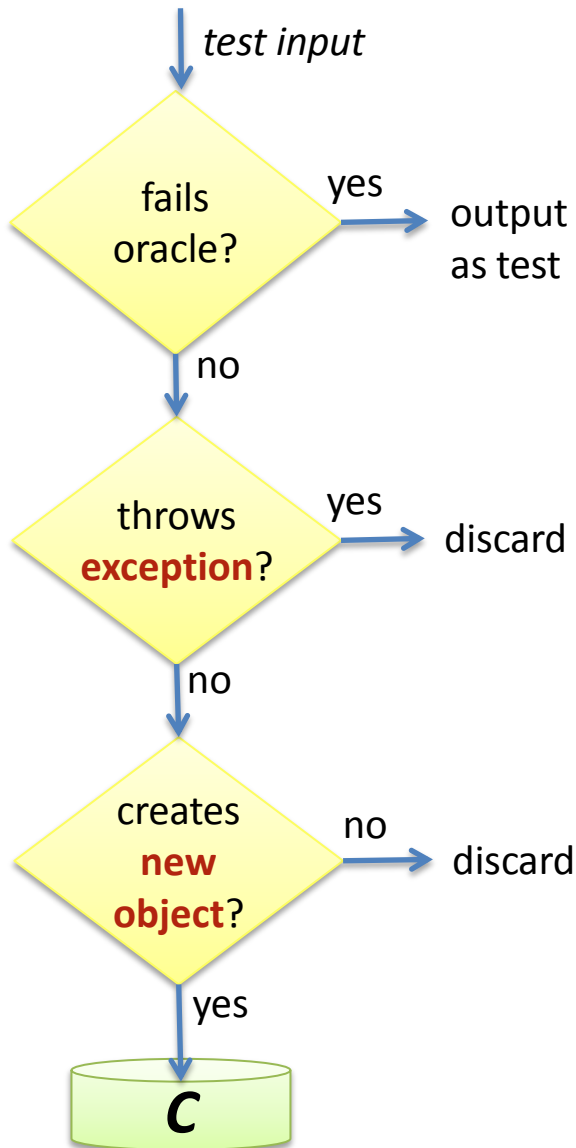 test input
fails
oracle?
yes
output
as test
no
throws
exception?
yes
discard
no
creates
new
object?
no
discard
yes
C